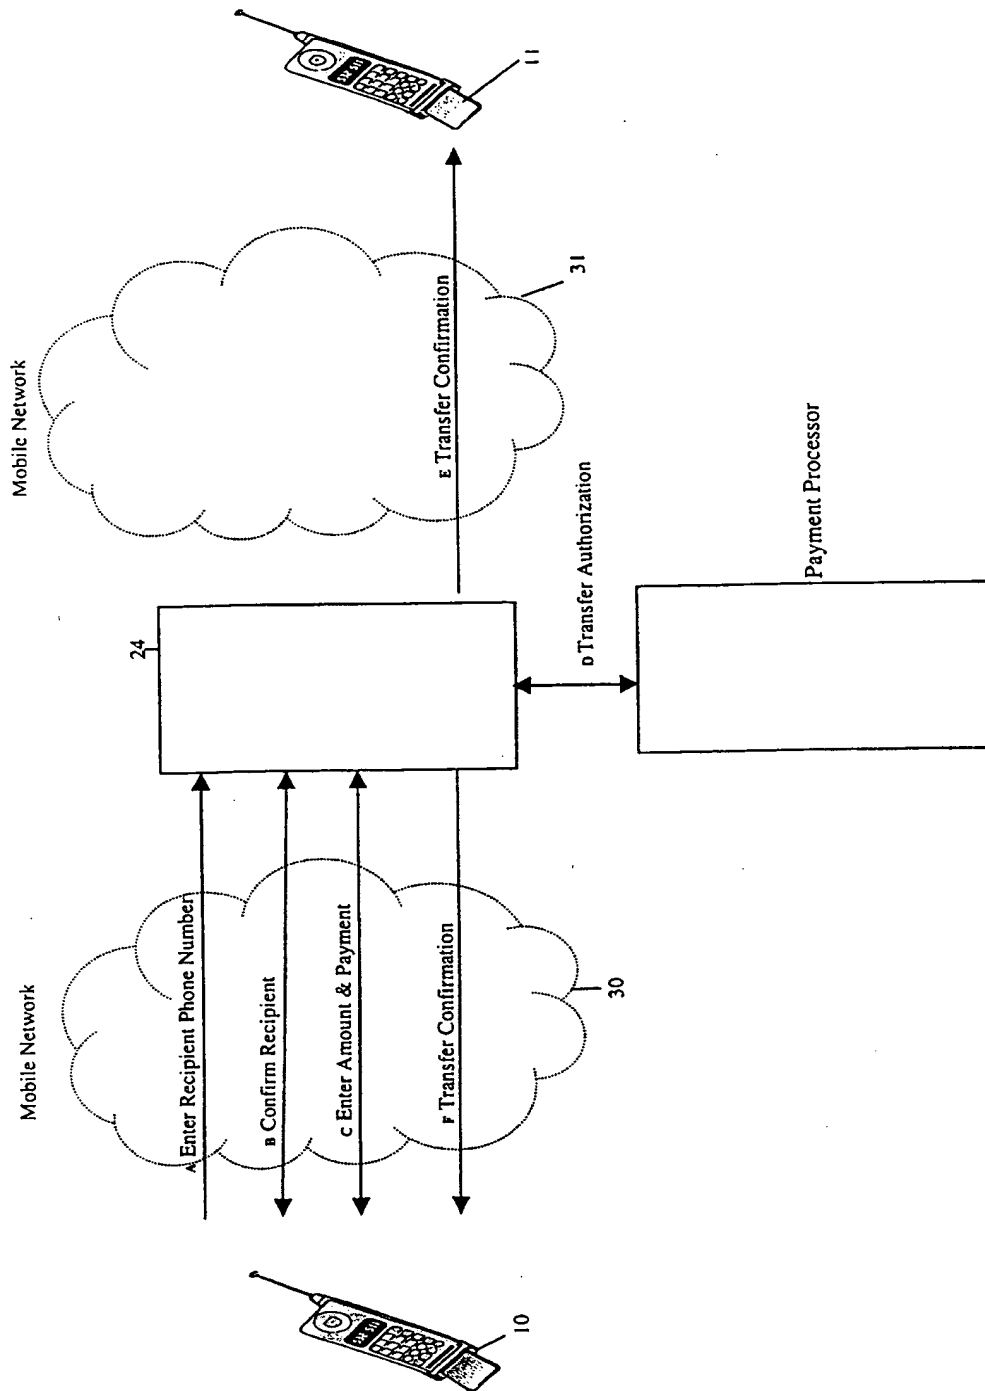 Mobile Network
Mobile Network
A Enter Recipient Phone Number
24
11
B Confirm Recipient
C Enter Amount & Payment
F Transfer Confirmation
E Transfer Confirmation
10
30
31
D Transfer Authorization
Payment Processor